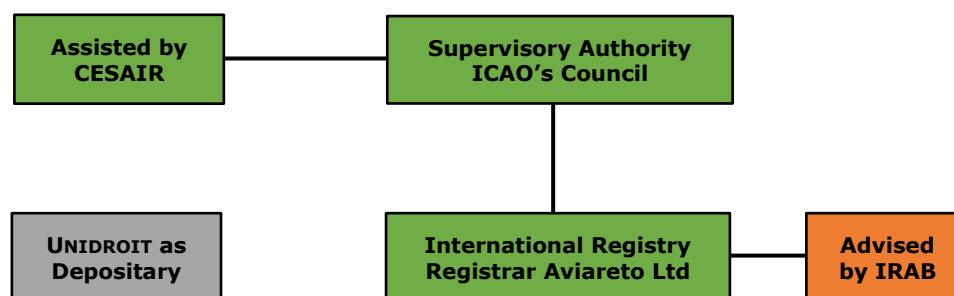 Assisted by
CESAIR
Supervisory Authority
ICAO’s Council
UNIDROIT as
Depositary
International Registry
Registrar Aviareto Ltd
Advised
by IRAB